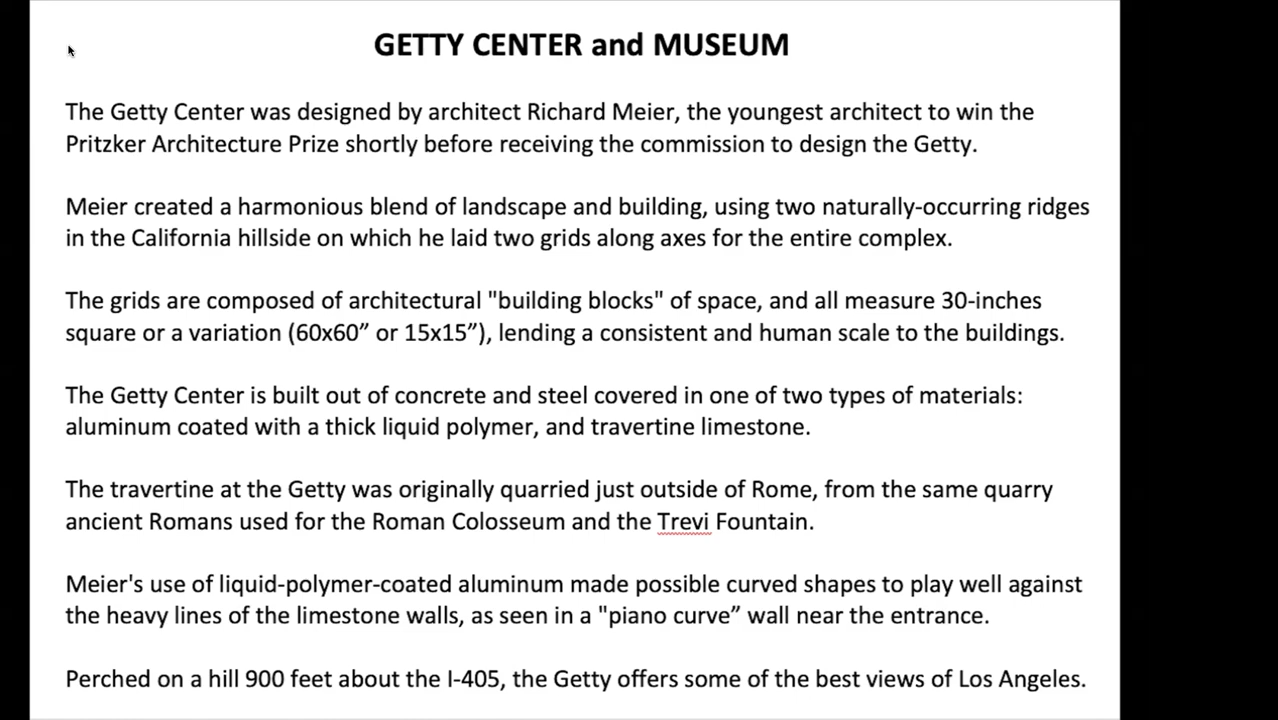 GETTY CENTER and MUSEUM
The Getty Center was designed by architect Richard Meier, the youngest architect to win the
Pritzker Architecture Prize shortly before receiving the commission to design the Getty.
Meier created a harmonious blend of landscape and building, using two naturally-occurring ridges
in the California hillside on which he laid two grids along axes for the entire complex.
The grids are composed of architectural "building blocks" of space, and all measure 30-inches
square or a variation (60x60” or 15x15”), lending a consistent and human scale to the buildings.
The Getty Center is built out of concrete and steel covered in one of two types of materials:
aluminum coated with a thick liquid polymer, and travertine limestone.
The travertine at the Getty was originally quarried just outside of Rome, from the same quarry
ancient Romans used for the Roman Colosseum and the Trevi Fountain.
Meier's use of liquid-polymer-coated aluminum made possible curved shapes to play well against
the heavy lines of the limestone walls, as seen in a "piano curve” wall near the entrance.
Perched on a hill 900 feet about the I-405, the Getty offers some of the best views of Los Angeles.